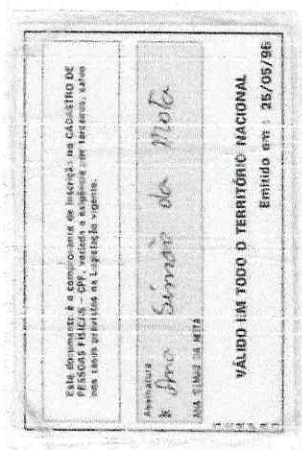 Este documento é o comprovante de inscrição no CADASTRO DE
PESSOAS FÍSICAS - CPF, vedada a exigência por terceiros, salvo
nos casos previstos na Legislação vigente.
Assinatura
Ana Simão da Mota
ANA SIMAO DA MOTA
VÁLIDO EM TODO O TERRITÓRIO NACIONAL
Emitido em: 25/05/96